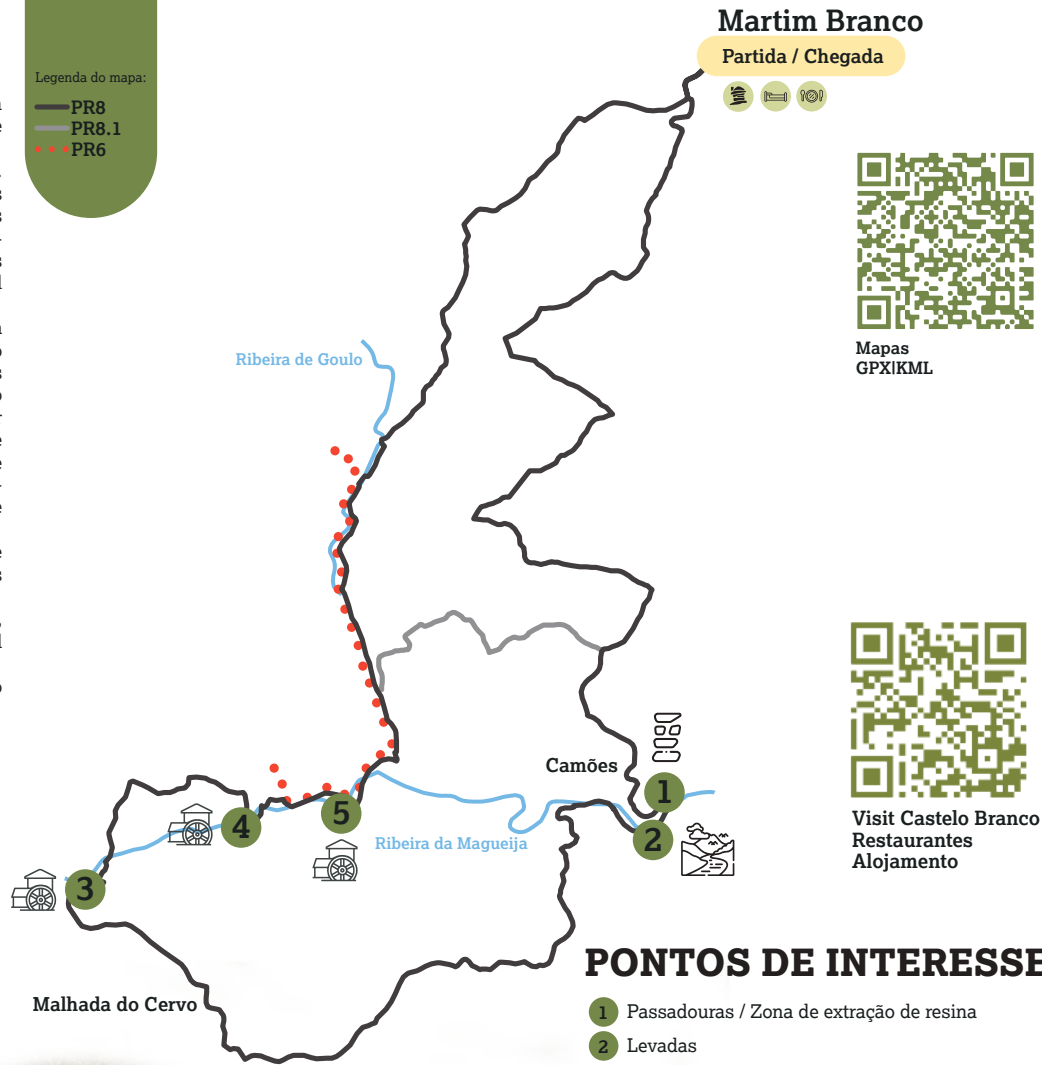 Martim Branco
Partida / Chegada
Legenda do mapa:
PR8
PR8.1
PR6
Mapas
GPX|KML
Ribeira de Goulo
Camões
1
2
3
4
5
Ribeira da Magueija
Visit Castelo Branco
Restaurantes
Alojamento
Malhada do Cervo
PONTOS DE INTERESSE
1 Passadouras / Zona de extração de resina
2 Levadas